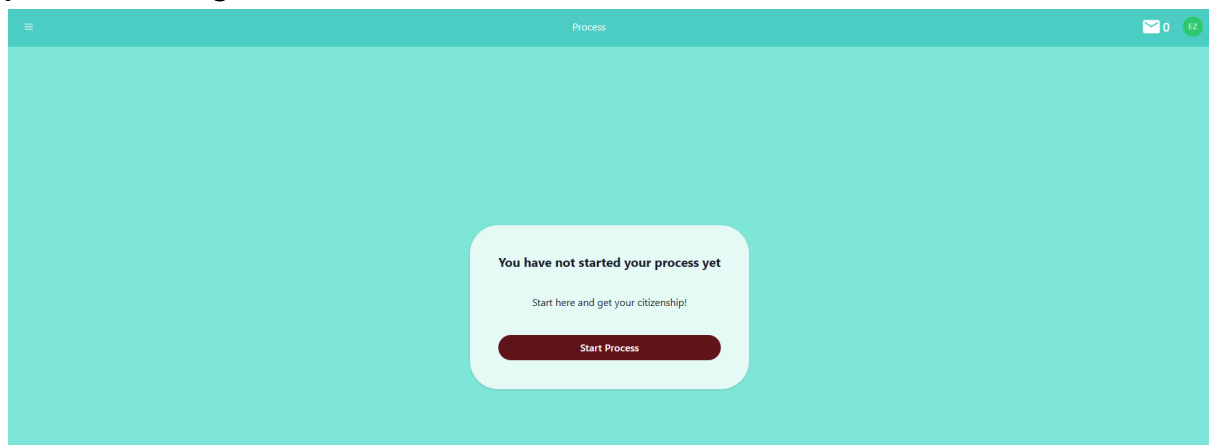 Process
0
EZ
You have not started your process yet
Start here and get your citizenship!
Start Process